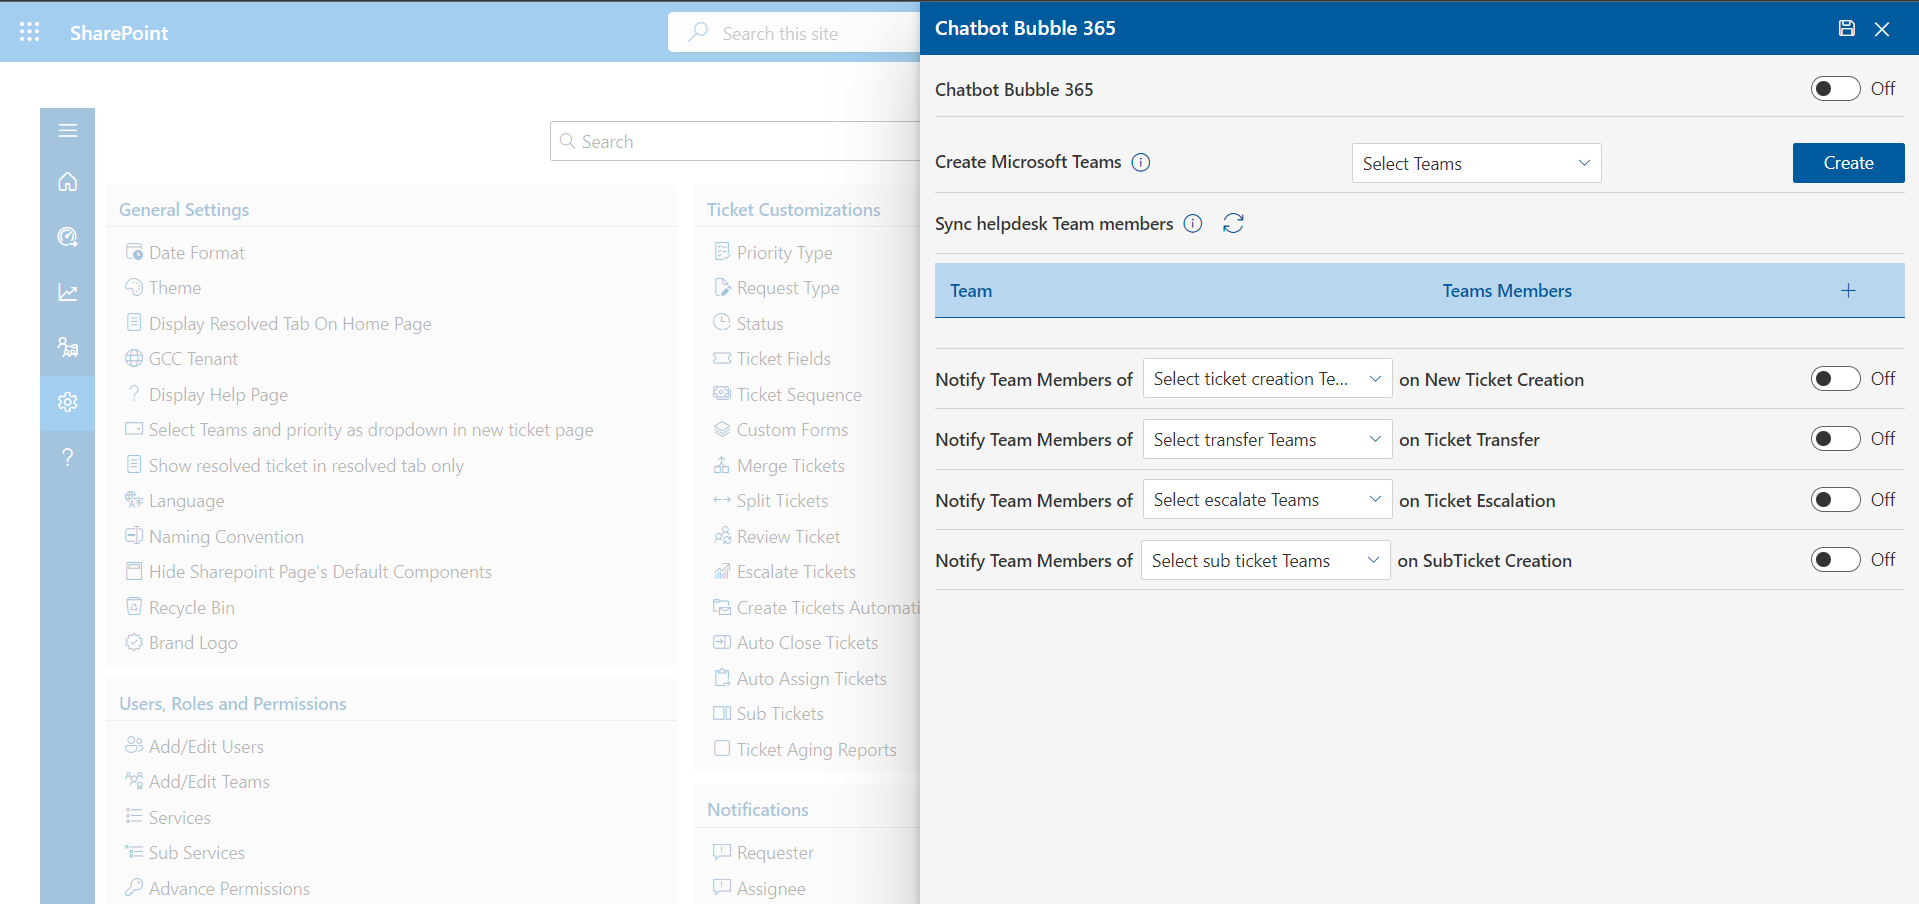 SharePoint
Search this site
Search
General Settings
Date Format
Theme
Display Resolved Tab On Home Page
GCC Tenant
Display Help Page
Select Teams and priority as dropdown in new ticket page
Show resolved ticket in resolved tab only
Language
Naming Convention
Hide Sharepoint Page's Default Components
Recycle Bin
Brand Logo
Users, Roles and Permissions
Add/Edit Users
Add/Edit Teams
Services
Sub Services
Advance Permissions
Ticket Customizations
Priority Type
Request Type
Status
Ticket Fields
Ticket Sequence
Custom Forms
Merge Tickets
Split Tickets
Review Ticket
Escalate Tickets
Create Tickets Automati
Auto Close Tickets
Auto Assign Tickets
Sub Tickets
Ticket Aging Reports
Notifications
Requester
Assignee
Chatbot Bubble 365
Chatbot Bubble 365 Off
Create Microsoft Teams Select Teams Create
Sync helpdesk Team members
Team Teams Members
Notify Team Members of Select ticket creation Te... on New Ticket Creation Off
Notify Team Members of Select transfer Teams on Ticket Transfer Off
Notify Team Members of Select escalate Teams on Ticket Escalation Off
Notify Team Members of Select sub ticket Teams on SubTicket Creation Off